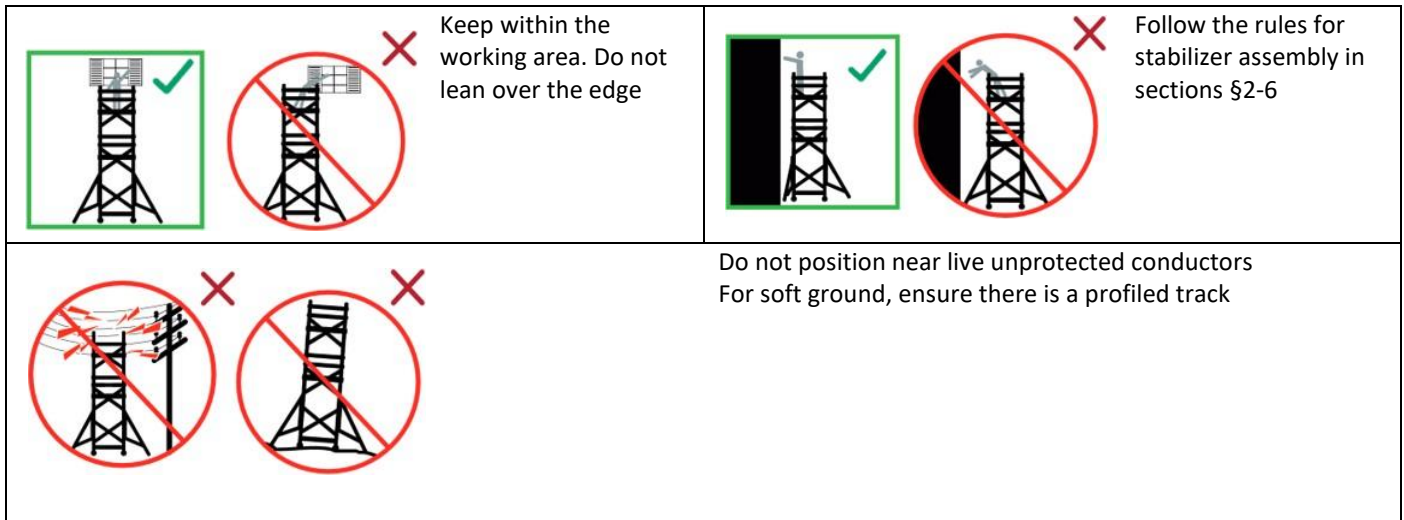 Keep within the
working area. Do not
lean over the edge
Follow the rules for
stabilizer assembly in
sections §2-6
Do not position near live unprotected conductors
For soft ground, ensure there is a profiled track